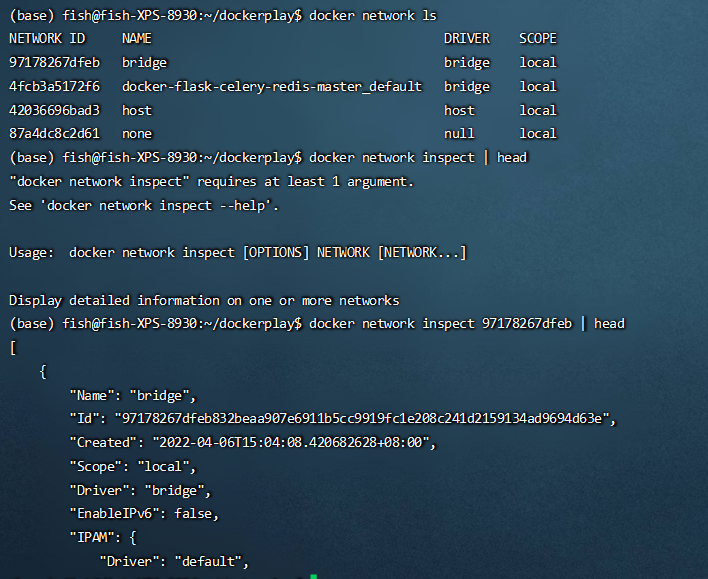 (base) fish@fish-XPS-8930:~/dockerplay$ docker network ls
NETWORK ID     NAME                                    DRIVER    SCOPE
97178267dfeb   bridge                                  bridge    local
4fcb3a5172f6   docker-flask-celery-redis-master_default   bridge    local
42036696bad3   host                                    host      local
87a4dc8c2d61   none                                    null      local
(base) fish@fish-XPS-8930:~/dockerplay$ docker network inspect | head
"docker network inspect" requires at least 1 argument.
See 'docker network inspect --help'.
Usage:  docker network inspect [OPTIONS] NETWORK [NETWORK...]
Display detailed information on one or more networks
(base) fish@fish-XPS-8930:~/dockerplay$ docker network inspect 97178267dfeb | head
[
    {
        "Name": "bridge",
        "Id": "97178267dfeb832beaa907e6911b5cc9919fc1e208c241d2159134ad9694d63e",
        "Created": "2022-04-06T15:04:08.420682628+08:00",
        "Scope": "local",
        "Driver": "bridge",
        "EnableIPv6": false,
        "IPAM": {
            "Driver": "default",